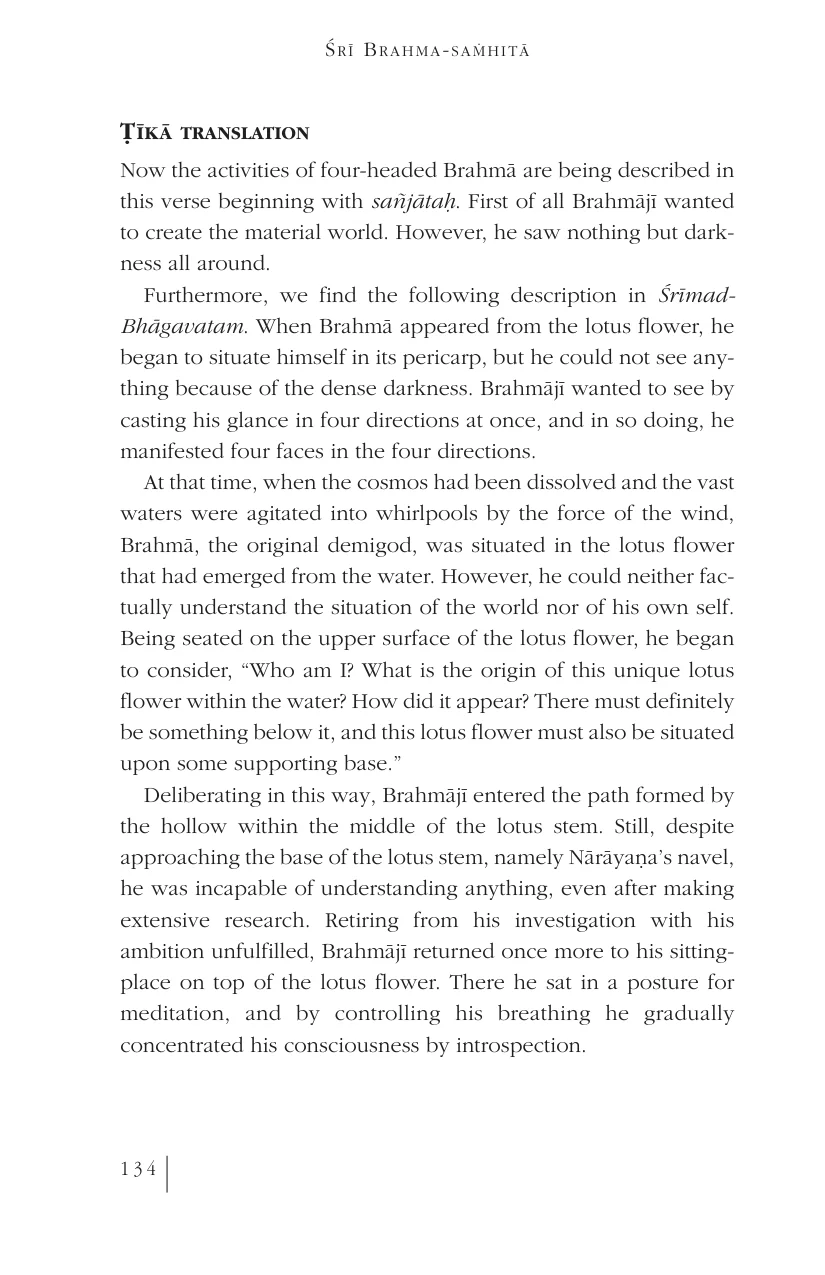 Śrī Brahma-saṁhitā
Ṭīkā translation
Now the activities of four-headed Brahmā are being described in
this verse beginning with sañjātaḥ. First of all Brahmājī wanted
to create the material world. However, he saw nothing but dark-
ness all around.
Furthermore, we find the following description in Śrīmad-
Bhāgavatam. When Brahmā appeared from the lotus flower, he
began to situate himself in its pericarp, but he could not see any-
thing because of the dense darkness. Brahmājī wanted to see by
casting his glance in four directions at once, and in so doing, he
manifested four faces in the four directions.
At that time, when the cosmos had been dissolved and the vast
waters were agitated into whirlpools by the force of the wind,
Brahmā, the original demigod, was situated in the lotus flower
that had emerged from the water. However, he could neither fac-
tually understand the situation of the world nor of his own self.
Being seated on the upper surface of the lotus flower, he began
to consider, “Who am I? What is the origin of this unique lotus
flower within the water? How did it appear? There must definitely
be something below it, and this lotus flower must also be situated
upon some supporting base.”
Deliberating in this way, Brahmājī entered the path formed by
the hollow within the middle of the lotus stem. Still, despite
approaching the base of the lotus stem, namely Nārāyaṇa’s navel,
he was incapable of understanding anything, even after making
extensive research. Retiring from his investigation with his
ambition unfulfilled, Brahmājī returned once more to his sitting-
place on top of the lotus flower. There he sat in a posture for
meditation, and by controlling his breathing he gradually
concentrated his consciousness by introspection.
134